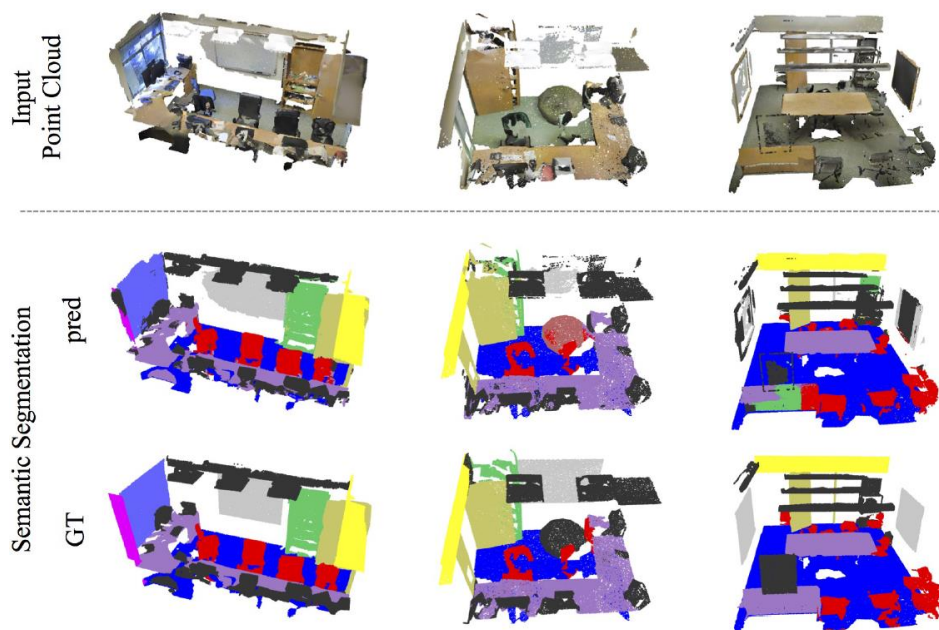 Input
Point Cloud
Semantic Segmentation
pred
GT